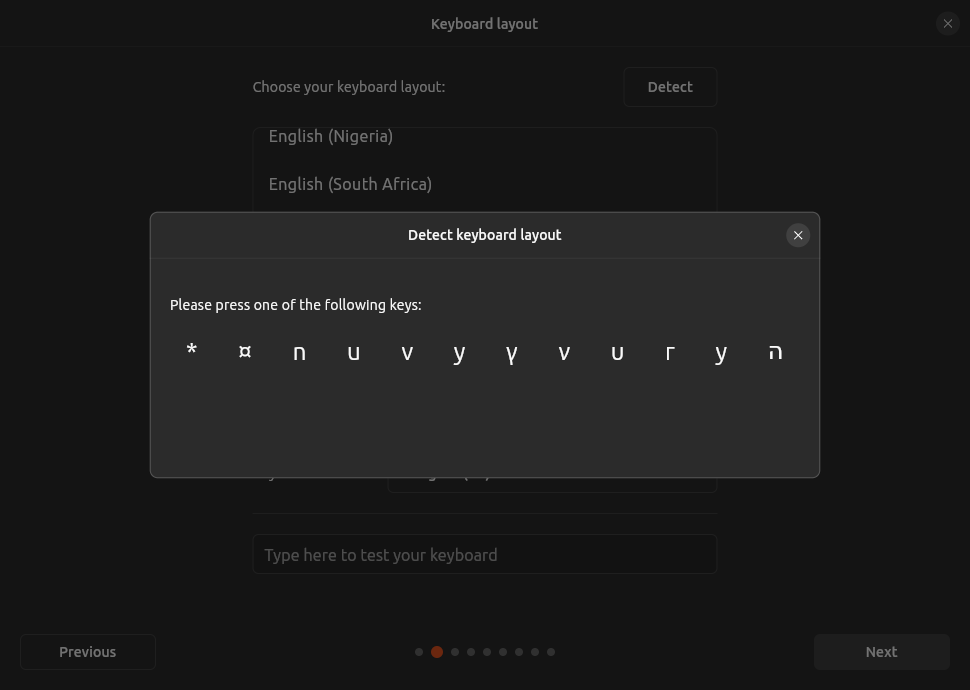 Keyboard layout
Choose your keyboard layout:
Detect
English (Nigeria)
English (South Africa)
Detect keyboard layout
Please press one of the following keys:
* ¤ n u v y γ ν υ г у ה
Type here to test your keyboard
Previous
Next